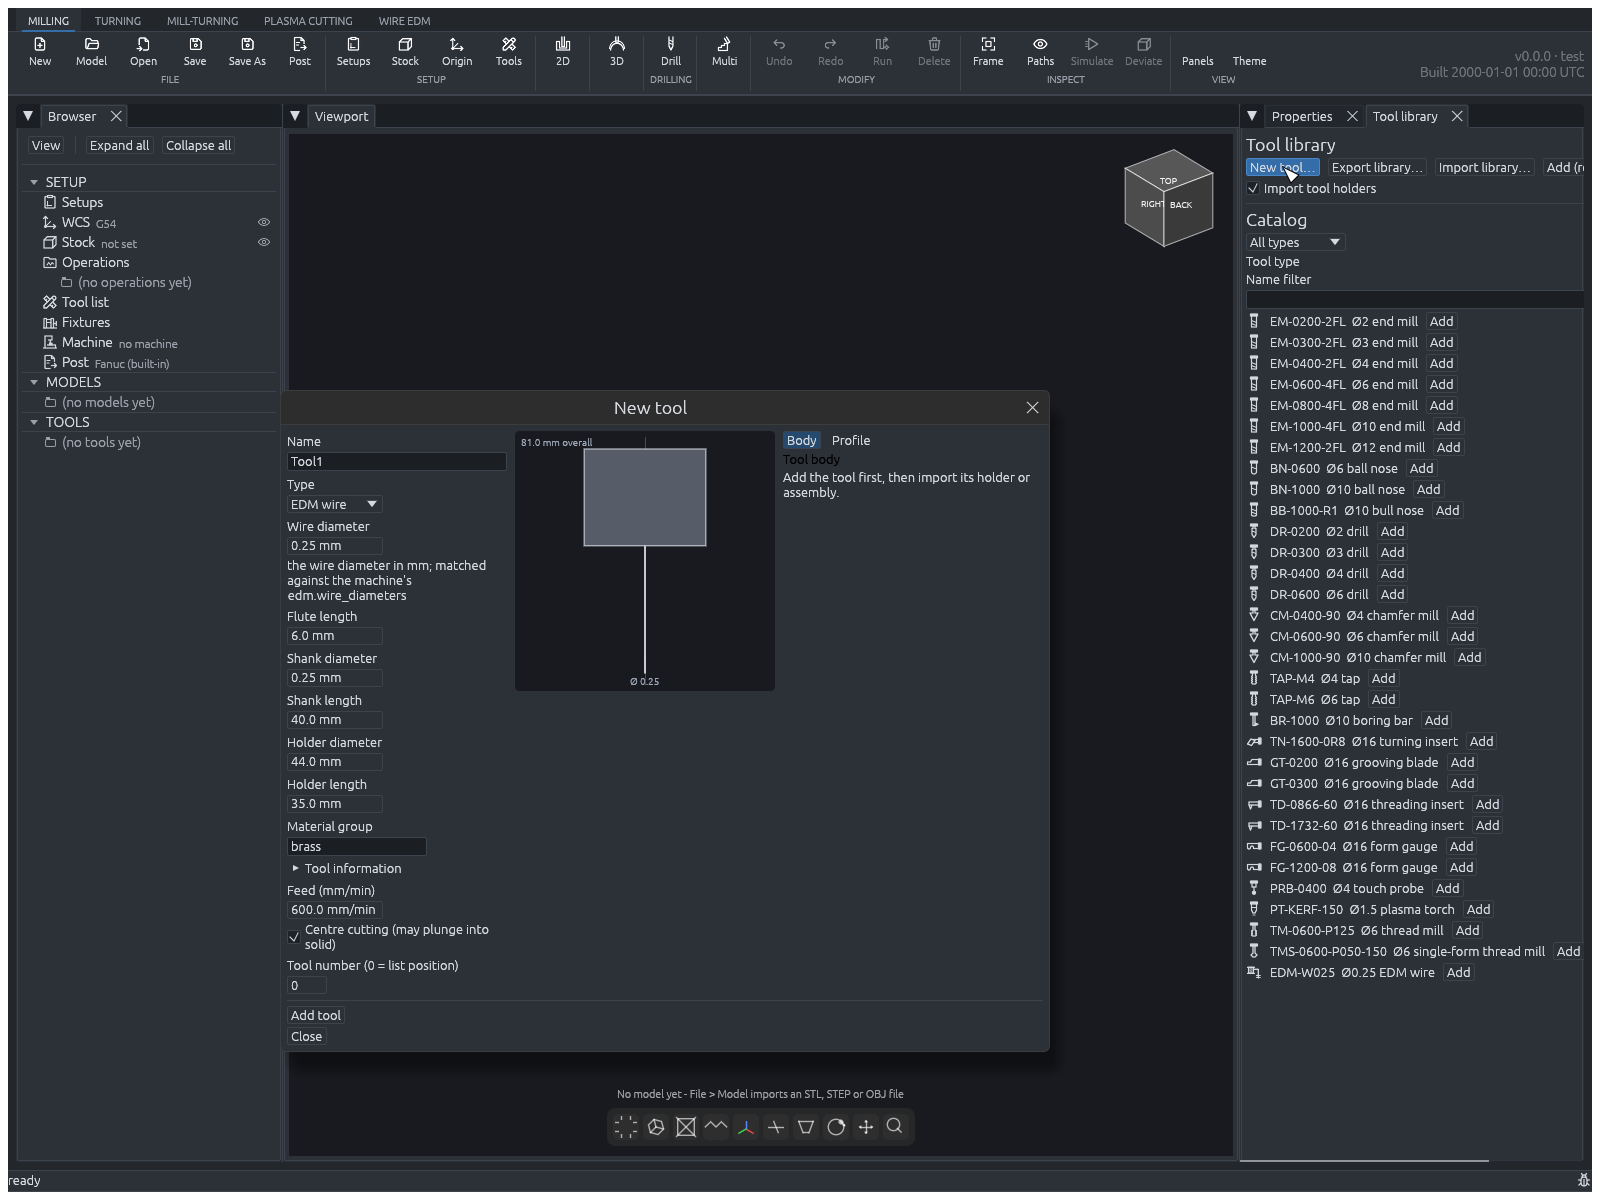 MILLING TURNING MILL-TURNING PLASMA CUTTING WIRE EDM
New Model Open Save Save As Post Setups Stock Origin Tools 2D 3D Drill Multi Undo Redo Run Delete Frame Paths Simulate Deviate Panels Theme
FILE SETUP DRILLING MODIFY INSPECT VIEW
v0.0.0 · test
Built 2000-01-01 00:00 UTC
Browser
View Expand all Collapse all
SETUP
Setups
WCS G54
Stock not set
Operations
(no operations yet)
Tool list
Fixtures
Machine no machine
Post Fanuc (built-in)
MODELS
(no models yet)
TOOLS
(no tools yet)
Viewport
TOP
RIGHT BACK
New tool
Name
Tool1
Type
EDM wire
Wire diameter
0.25 mm
the wire diameter in mm; matched
against the machine's
edm.wire_diameters
Flute length
6.0 mm
Shank diameter
0.25 mm
Shank length
40.0 mm
Holder diameter
44.0 mm
Holder length
35.0 mm
Material group
brass
Tool information
Feed (mm/min)
600.0 mm/min
Centre cutting (may plunge into
solid)
Tool number (0 = list position)
0
Add tool
Close
81.0 mm overall
Ø 0.25
Body Profile
Tool body
Add the tool first, then import its holder or
assembly.
No model yet - File > Model imports an STL, STEP or OBJ file
Properties Tool library
Tool library
New tool... Export library... Import library... Add (r
Import tool holders
Catalog
All types
Tool type
Name filter
EM-0200-2FL Ø2 end mill Add
EM-0300-2FL Ø3 end mill Add
EM-0400-2FL Ø4 end mill Add
EM-0600-4FL Ø6 end mill Add
EM-0800-4FL Ø8 end mill Add
EM-1000-4FL Ø10 end mill Add
EM-1200-2FL Ø12 end mill Add
BN-0600 Ø6 ball nose Add
BN-1000 Ø10 ball nose Add
BB-1000-R1 Ø10 bull nose Add
DR-0200 Ø2 drill Add
DR-0300 Ø3 drill Add
DR-0400 Ø4 drill Add
DR-0600 Ø6 drill Add
CM-0400-90 Ø4 chamfer mill Add
CM-0600-90 Ø6 chamfer mill Add
CM-1000-90 Ø10 chamfer mill Add
TAP-M4 Ø4 tap Add
TAP-M6 Ø6 tap Add
BR-1000 Ø10 boring bar Add
TN-1600-0R8 Ø16 turning insert Add
GT-0200 Ø16 grooving blade Add
GT-0300 Ø16 grooving blade Add
TD-0866-60 Ø16 threading insert Add
TD-1732-60 Ø16 threading insert Add
FG-0600-04 Ø16 form gauge Add
FG-1200-08 Ø16 form gauge Add
PRB-0400 Ø4 touch probe Add
PT-KERF-150 Ø1.5 plasma torch Add
TM-0600-P125 Ø6 thread mill Add
TMS-0600-P050-150 Ø6 single-form thread mill Add
EDM-W025 Ø0.25 EDM wire Add
ready